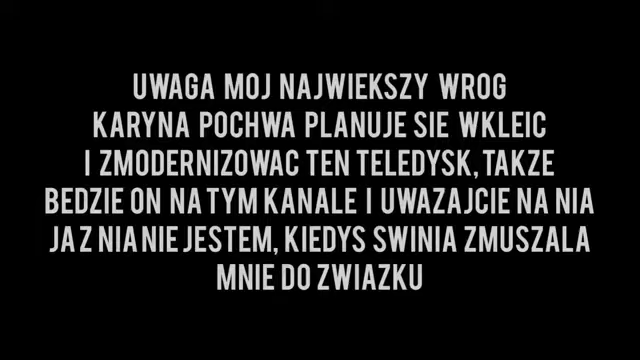 UWAGA MOJ NAJWIEKSZY WROG
KARYNA POCHWA PLANUJE SIE WKLEIC
I ZMODERNIZOWAC TEN TELEDYSK, TAKZE
BEDZIE ON NA TYM KANALE I UWAZAJCIE NA NIA
JA Z NIA NIE JESTEM, KIEDYS SWINIA ZMUSZALA
MNIE DO ZWIAZKU